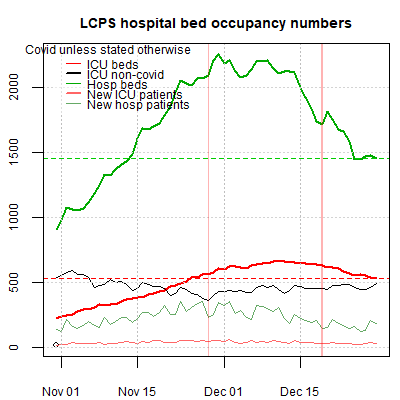 LCPS hospital bed occupancy numbers
Covid unless stated otherwise
ICU beds
ICU non-covid
Hosp beds
New ICU patients
New hosp patients
2000
1500
1000
500
0
Nov 01 Nov 15 Dec 01 Dec 15